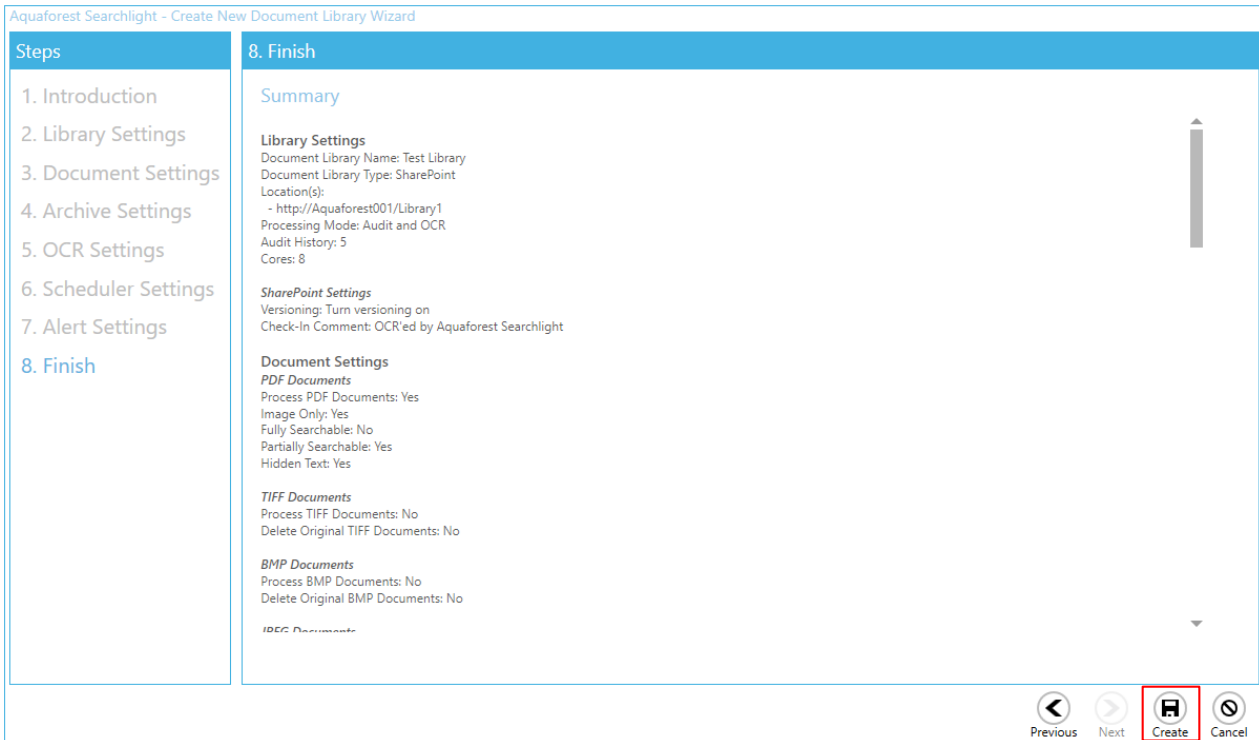 Aquaforest Searchlight - Create New Document Library Wizard
Steps
1. Introduction
2. Library Settings
3. Document Settings
4. Archive Settings
5. OCR Settings
6. Scheduler Settings
7. Alert Settings
8. Finish
8. Finish
Summary
Library Settings
Document Library Name: Test Library
Document Library Type: SharePoint
Location(s):
- http://Aquaforest001/Library1
Processing Mode: Audit and OCR
Audit History: 5
Cores: 8
SharePoint Settings
Versioning: Turn versioning on
Check-In Comment: OCR'ed by Aquaforest Searchlight
Document Settings
PDF Documents
Process PDF Documents: Yes
Image Only: Yes
Fully Searchable: No
Partially Searchable: Yes
Hidden Text: Yes
TIFF Documents
Process TIFF Documents: No
Delete Original TIFF Documents: No
BMP Documents
Process BMP Documents: No
Delete Original BMP Documents: No
JPEG Documents
Previous
Next
Create
Cancel